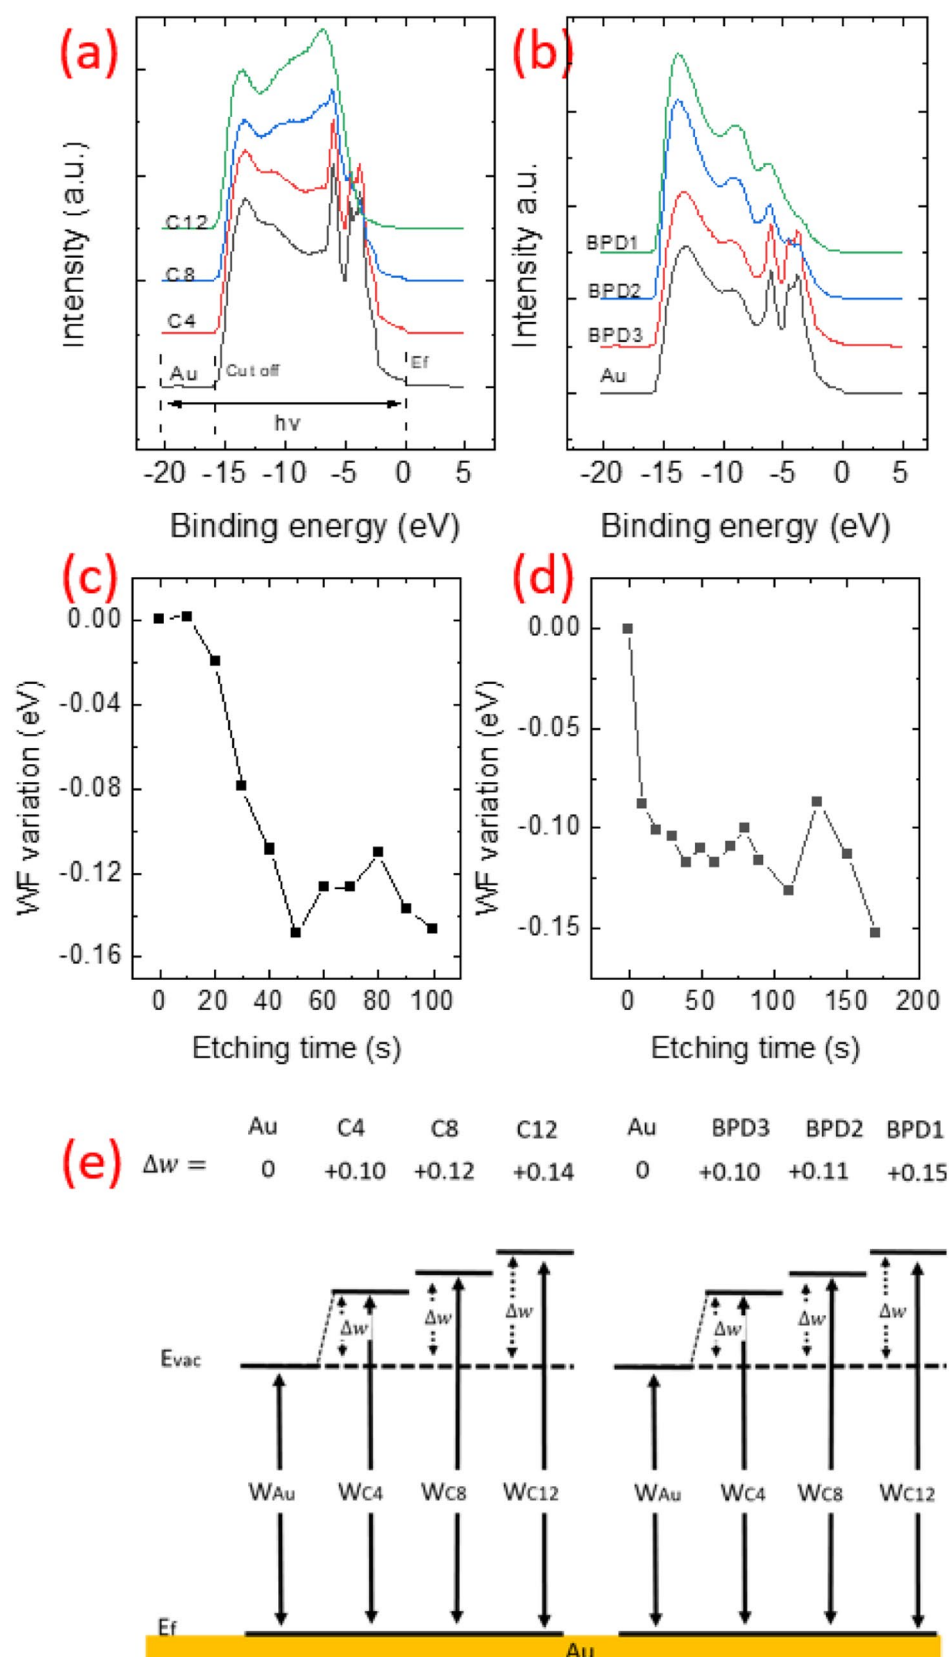 (a)
Intensity (a.u.)
C12
C8
C4
Au
Cut off
Ef
hv
-20 -15 -10 -5 0 5
Binding energy (eV)
(b)
Intensity a.u.
BPD1
BPD2
BPD3
Au
-20 -15 -10 -5 0 5
Binding energy (eV)
(c)
WF variation (eV)
0.00
-0.04
-0.08
-0.12
-0.16
0 20 40 60 80 100
Etching time (s)
(d)
WF variation (eV)
0.00
-0.05
-0.10
-0.15
0 50 100 150 200
Etching time (s)
(e)
Au C4 C8 C12 Au BPD3 BPD2 BPD1
Δw = 0 +0.10 +0.12 +0.14 0 +0.10 +0.11 +0.15
Δw Δw Δw Δw Δw Δw
Evac
WAu WC4 WC8 WC12 WAu WC4 WC8 WC12
Ef
Au